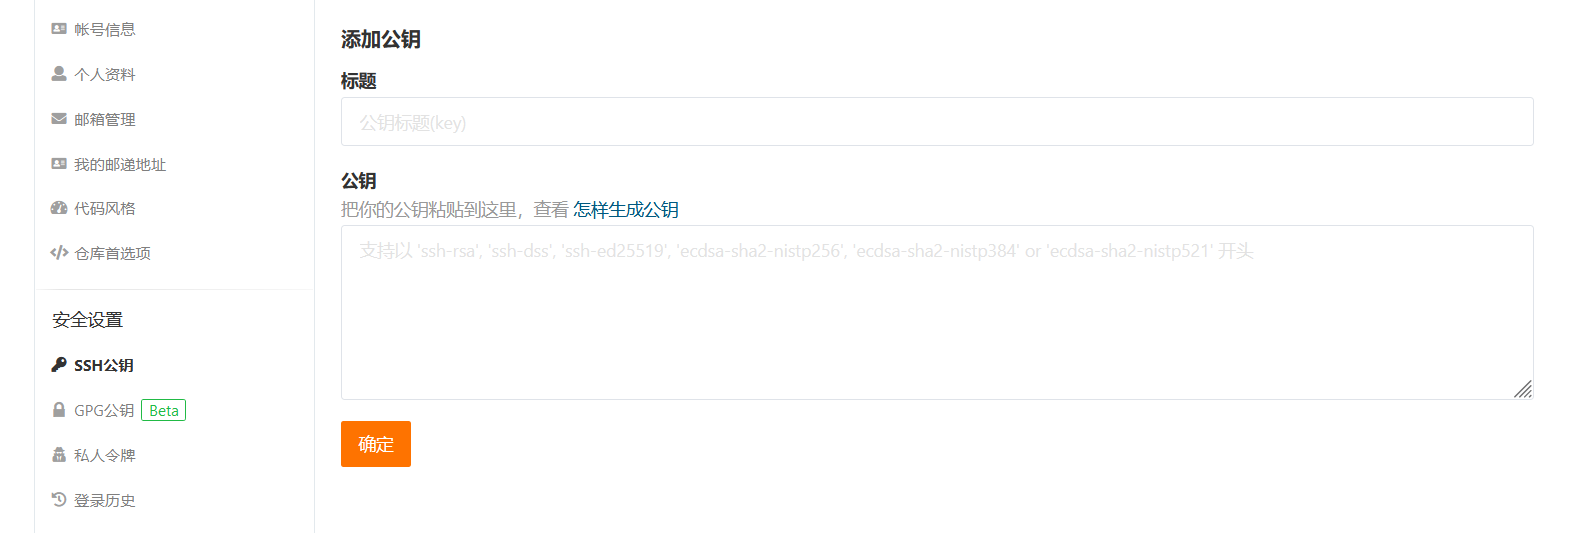 帐号信息
个人资料
邮箱管理
我的邮递地址
代码风格
仓库首选项
安全设置
SSH公钥
GPG公钥 Beta
私人令牌
登录历史
添加公钥
标题
公钥标题(key)
公钥
把你的公钥粘贴到这里，查看 怎样生成公钥
支持以 'ssh-rsa', 'ssh-dss', 'ssh-ed25519', 'ecdsa-sha2-nistp256', 'ecdsa-sha2-nistp384' or 'ecdsa-sha2-nistp521' 开头
确定